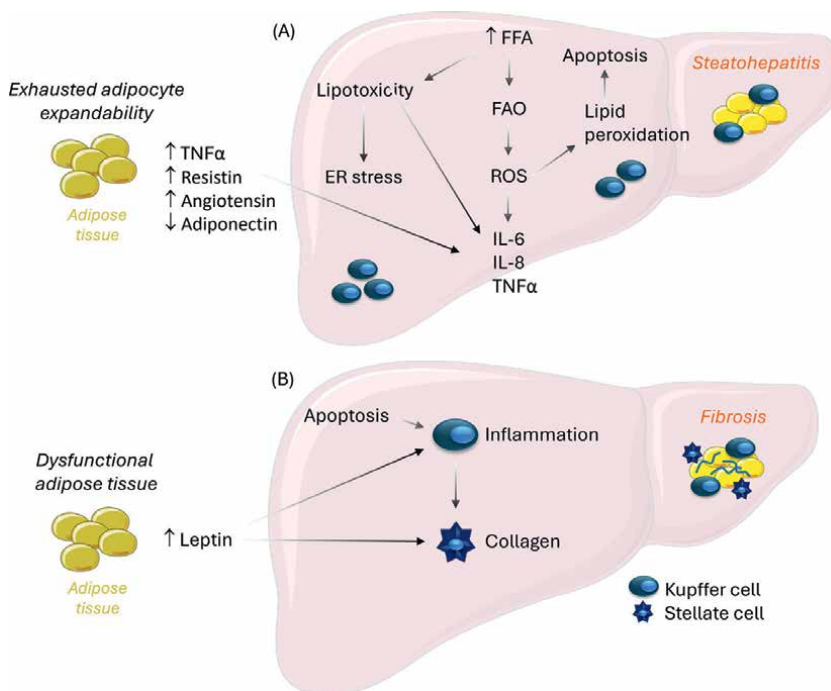 (A)
Exhausted adipocyte
expandability
Adipose
tissue
↑ TNFα
↑ Resistin
↑ Angiotensin
↓ Adiponectin
↑ FFA
Lipotoxicity
FAO
ER stress
ROS
Apoptosis
Lipid
peroxidation
IL-6
IL-8
TNFα
Steatohepatitis
(B)
Dysfunctional
adipose tissue
Adipose
tissue
↑ Leptin
Apoptosis
Inflammation
Collagen
Fibrosis
Kupffer cell
Stellate cell